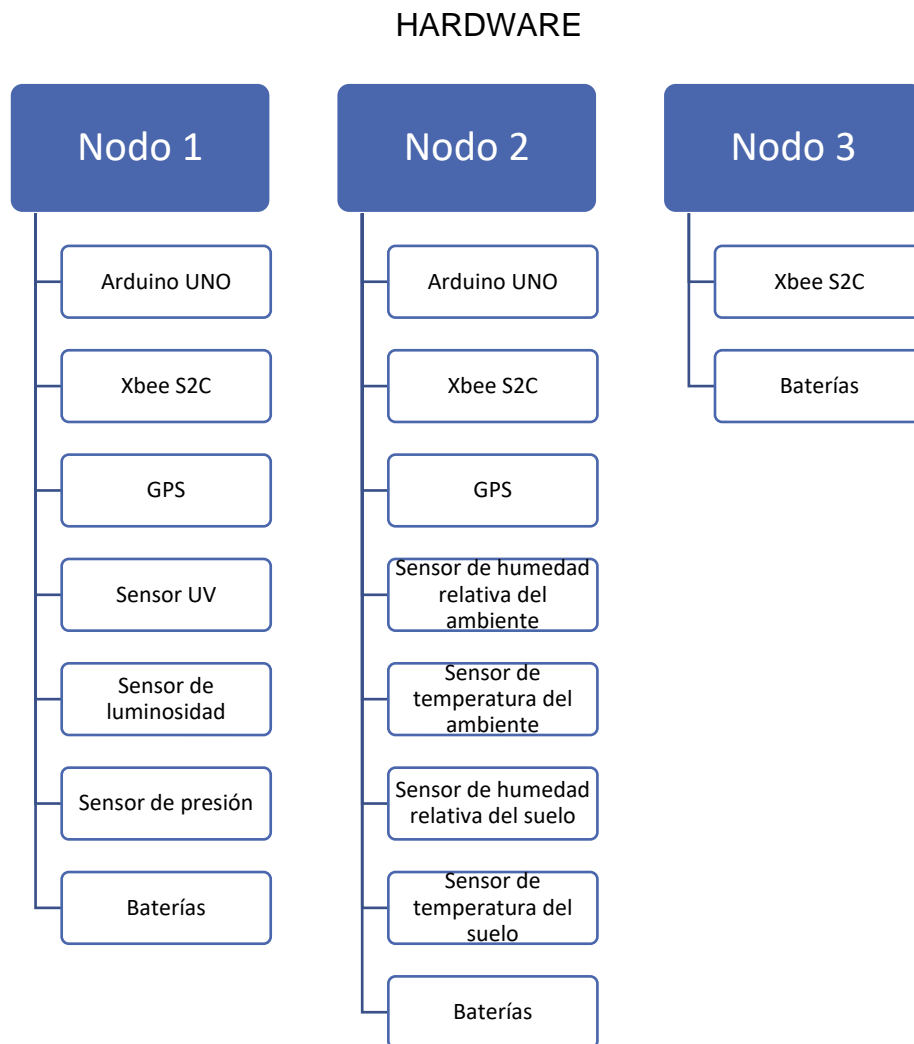 HARDWARE
Nodo 1
Arduino UNO
Xbee S2C
GPS
Sensor UV
Sensor de
luminosidad
Sensor de presión
Baterías
Nodo 2
Arduino UNO
Xbee S2C
GPS
Sensor de humedad
relativa del
ambiente
Sensor de
temperatura del
ambiente
Sensor de humedad
relativa del suelo
Sensor de
temperatura del
suelo
Baterías
Nodo 3
Xbee S2C
Baterías